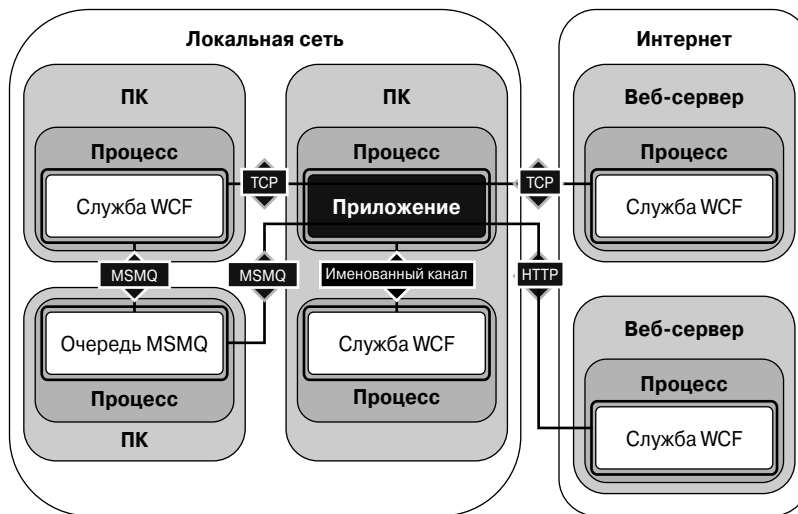 Локальная сеть
Интернет
ПК
ПК
Веб-сервер
Процесс
Процесс
Процесс
TCP
TCP
Служба WCF
Приложение
Служба WCF
MSMQ
MSMQ
Именованный канал
HTTP
Веб-сервер
Очередь MSMQ
Служба WCF
Процесс
Процесс
Процесс
ПК
Служба WCF